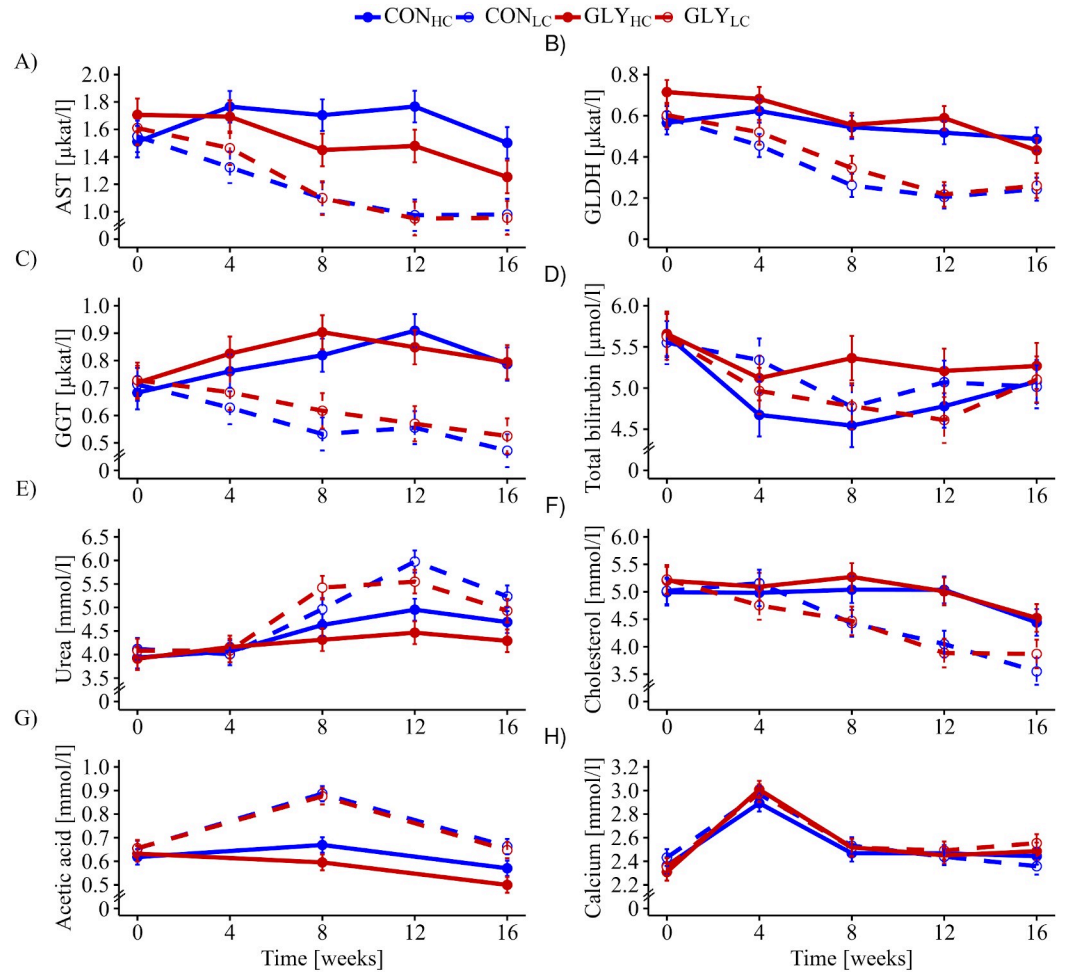 CONHC CONLC GLYHC GLYLC
A)
B)
AST [µkat/l]
2.0
1.8
1.6
1.4
1.2
1.0
0
0 4 8 12 16
GLDH [µkat/l]
0.8
0.6
0.4
0.2
0
0 4 8 12 16
C)
D)
GGT [µkat/l]
1.0
0.9
0.8
0.7
0.6
0.5
0
0 4 8 12 16
Total bilirubin [µmol/l]
6.0
5.5
5.0
4.5
0
0 4 8 12 16
E)
F)
Urea [mmol/l]
6.5
6.0
5.5
5.0
4.5
4.0
3.5
0
0 4 8 12 16
Cholesterol [mmol/l]
6.0
5.0
4.5
4.0
3.5
0
0 4 8 12 16
G)
H)
Acetic acid [mmol/l]
1.0
0.9
0.8
0.7
0.6
0.5
0
0 4 8 12 16
Time [weeks]
Calcium [mmol/l]
3.2
3.0
2.8
2.6
2.4
2.2
0
0 4 8 12 16
Time [weeks]